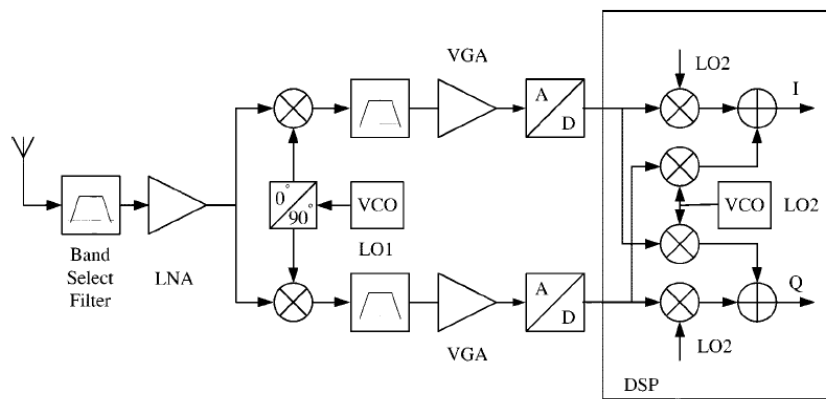 VGA
LO2
I
A
D
0°
90°
VCO
LO1
VCO
LO2
Band
Select
Filter
LNA
A
D
Q
VGA
LO2
DSP